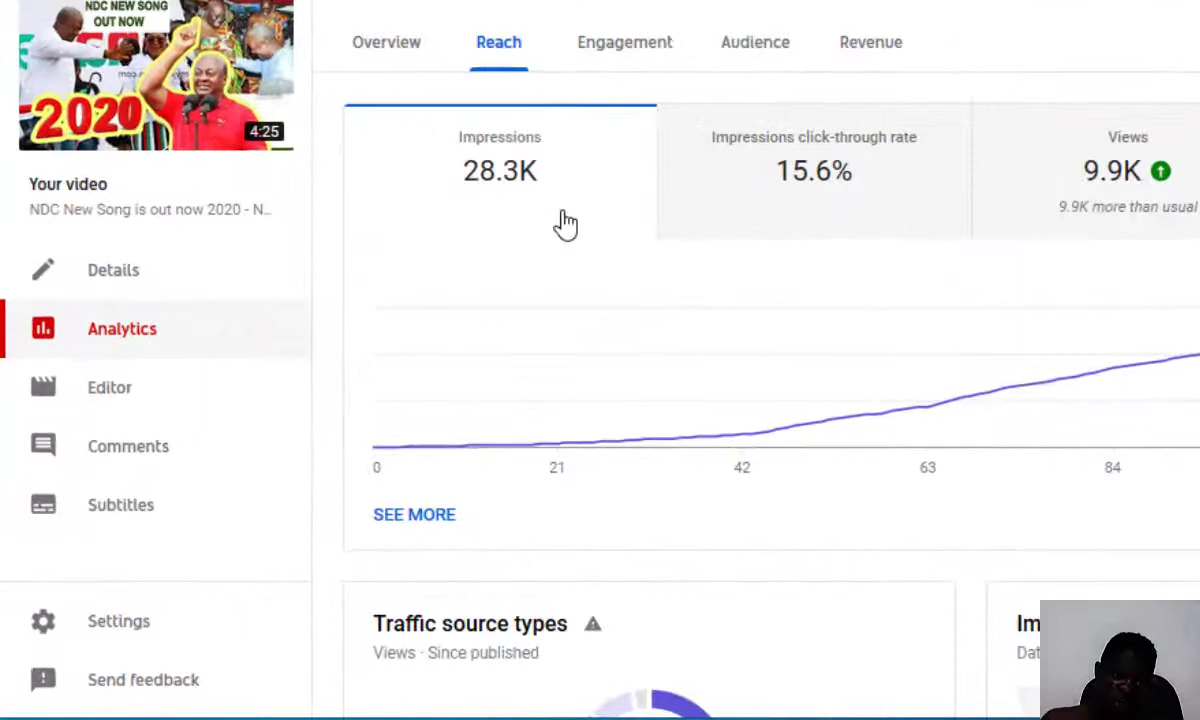 NDC NEW SONG
OUT NOW
2020
4:25
Your video
NDC New Song is out now 2020 - N...
Details
Analytics
Editor
Comments
Subtitles
Settings
Send feedback
Overview
Reach
Engagement
Audience
Revenue
Impressions
28.3K
Impressions click-through rate
15.6%
Views
9.9K
9.9K more than usual
0
21
42
63
84
SEE MORE
Traffic source types
Views · Since published
Im
Dat